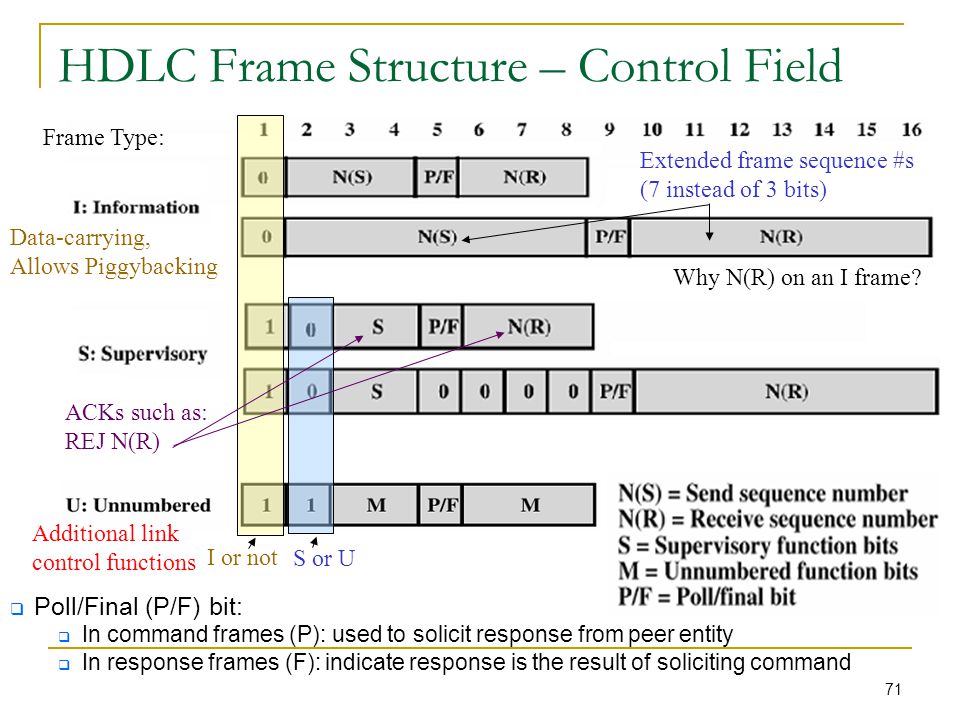 HDLC Frame Structure – Control Field
Frame Type:
1 2 3 4 5 6 7 8 9 10 11 12 13 14 15 16
Extended frame sequence #s
(7 instead of 3 bits)
0 N(S) P/F N(R)
I: Information
0 N(S) P/F N(R)
Data-carrying,
Allows Piggybacking
Why N(R) on an I frame?
1 0 S P/F N(R)
S: Supervisory
1 0 S 0 0 0 0 P/F N(R)
ACKs such as:
REJ N(R)
U: Unnumbered
1 1 M P/F M
N(S) = Send sequence number
N(R) = Receive sequence number
S = Supervisory function bits
M = Unnumbered function bits
P/F = Poll/final bit
Additional link
control functions
I or not
S or U
Poll/Final (P/F) bit:
In command frames (P): used to solicit response from peer entity
In response frames (F): indicate response is the result of soliciting command
71